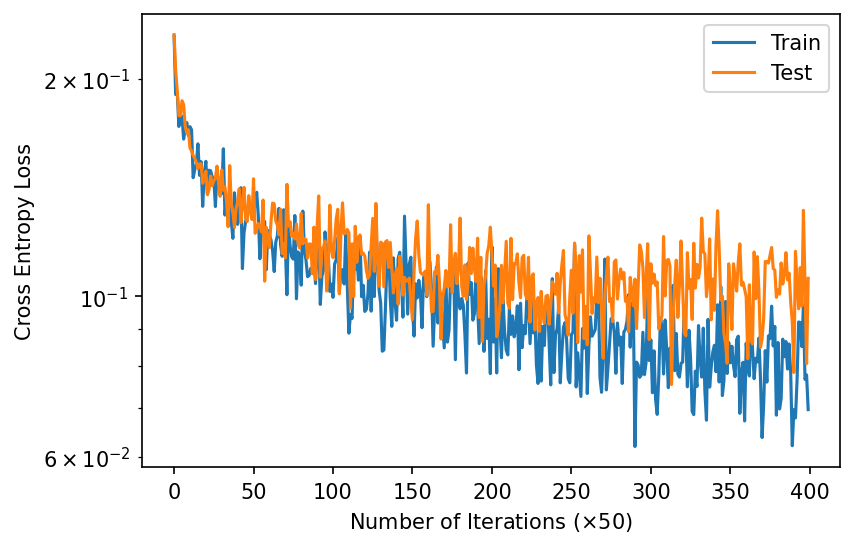 Train
Test
2 × 10⁻¹
10⁻¹
6 × 10⁻²
Cross Entropy Loss
0 50 100 150 200 250 300 350 400
Number of Iterations (×50)